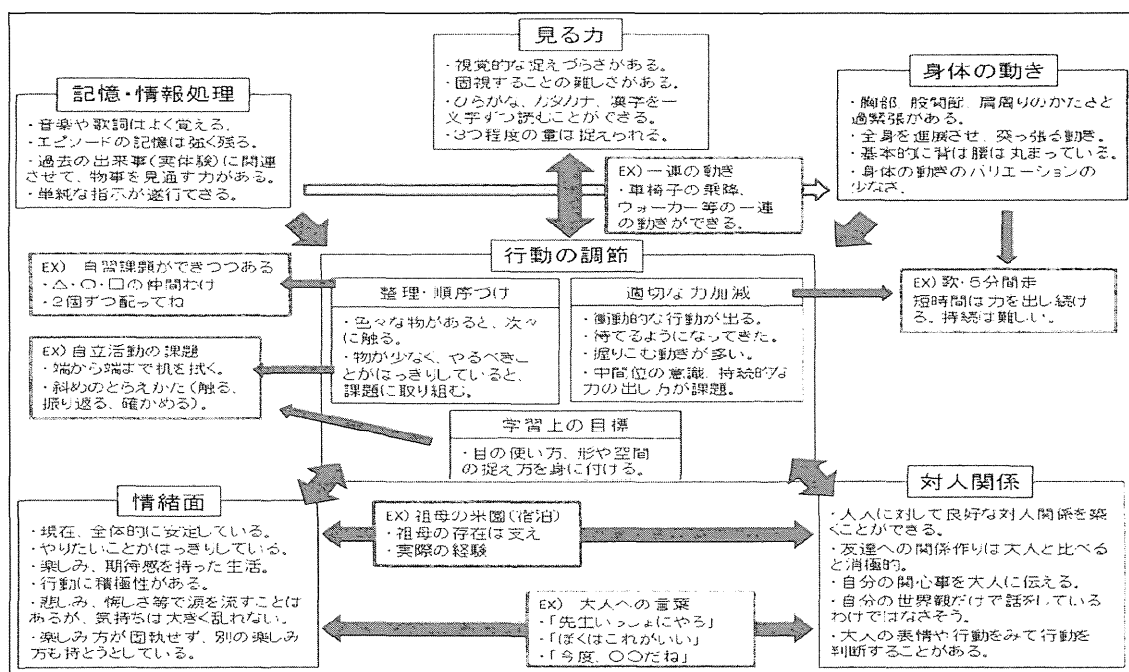 見る力
・視覚的な捉えづらさがある。
・固視することの難しさがある。
・ひらがな、カタカナ、漢字を一
文字ずつ読むことができる。
・3つ程度の量は捉えられる。
記憶・情報処理
・音楽や歌詞はよく覚える。
・エピソードの記憶は強く残る。
・過去の出来事(実体験)に関連
させて、物事を見通す力がある。
・単純な指示が遂行できる。
身体の動き
・胸部、股関節、肩周りのかたさと
過緊張がある。
・全身を進展させ、突っ張る動き。
・基本的に背は腰は丸まっている。
・身体の動きのバリエーションの
少なさ。
EX)一連の動き
・車椅子の乗降、
ウォーカー等の一連
の動きができる。
行動の調節
EX) 自習課題ができつつある
・△・○・□の仲間わけ
・2個ずつ配ってね
整理・順序づけ
・色々な物があると、次々
に触る。
・物が少なく、やるべきこ
とがはっきりしていると、
課題に取り組む。
適切な力加減
・衝動的な行動が出る。
・待てるようになってきた。
・握りこむ動きが多い。
・中間位の意識、持続的な
力の出し方が課題。
EX)歌・5分間走
短時間は力を出し続け
る。持続は難しい。
EX)自立活動の課題
・端から端まで机を拭く。
・斜めのとらえかた(触る、
振り返る、確かめる)。
学習上の目標
・目の使い方、形や空間
の捉え方を身に付ける。
情緒面
・現在、全体的に安定している。
・やりたいことがはっきりしている。
・楽しみ、期待感を持った生活。
・行動に積極性がある。
・悲しみ、悔しさ等で涙を流すことは
あるが、気持ちは大きく乱れない。
・楽しみ方が固執せず、別の楽しみ
方も持とうとしている。
EX)祖母の来園(宿泊)
・祖母の存在は支え
・実際の経験
EX) 大人への言葉
・「先生いっしょにやる」
・「ぼくはこれがいい」
・「今度、〇〇だね」
対人関係
・大人に対して良好な対人関係を築
くことができる。
・友達への関係作りは大人と比べる
と消極的。
・自分の関心事を大人に伝える。
・自分の世界観だけで話をしている
わけではなさそう。
・大人の表情や行動をみて行動を
判断することがある。